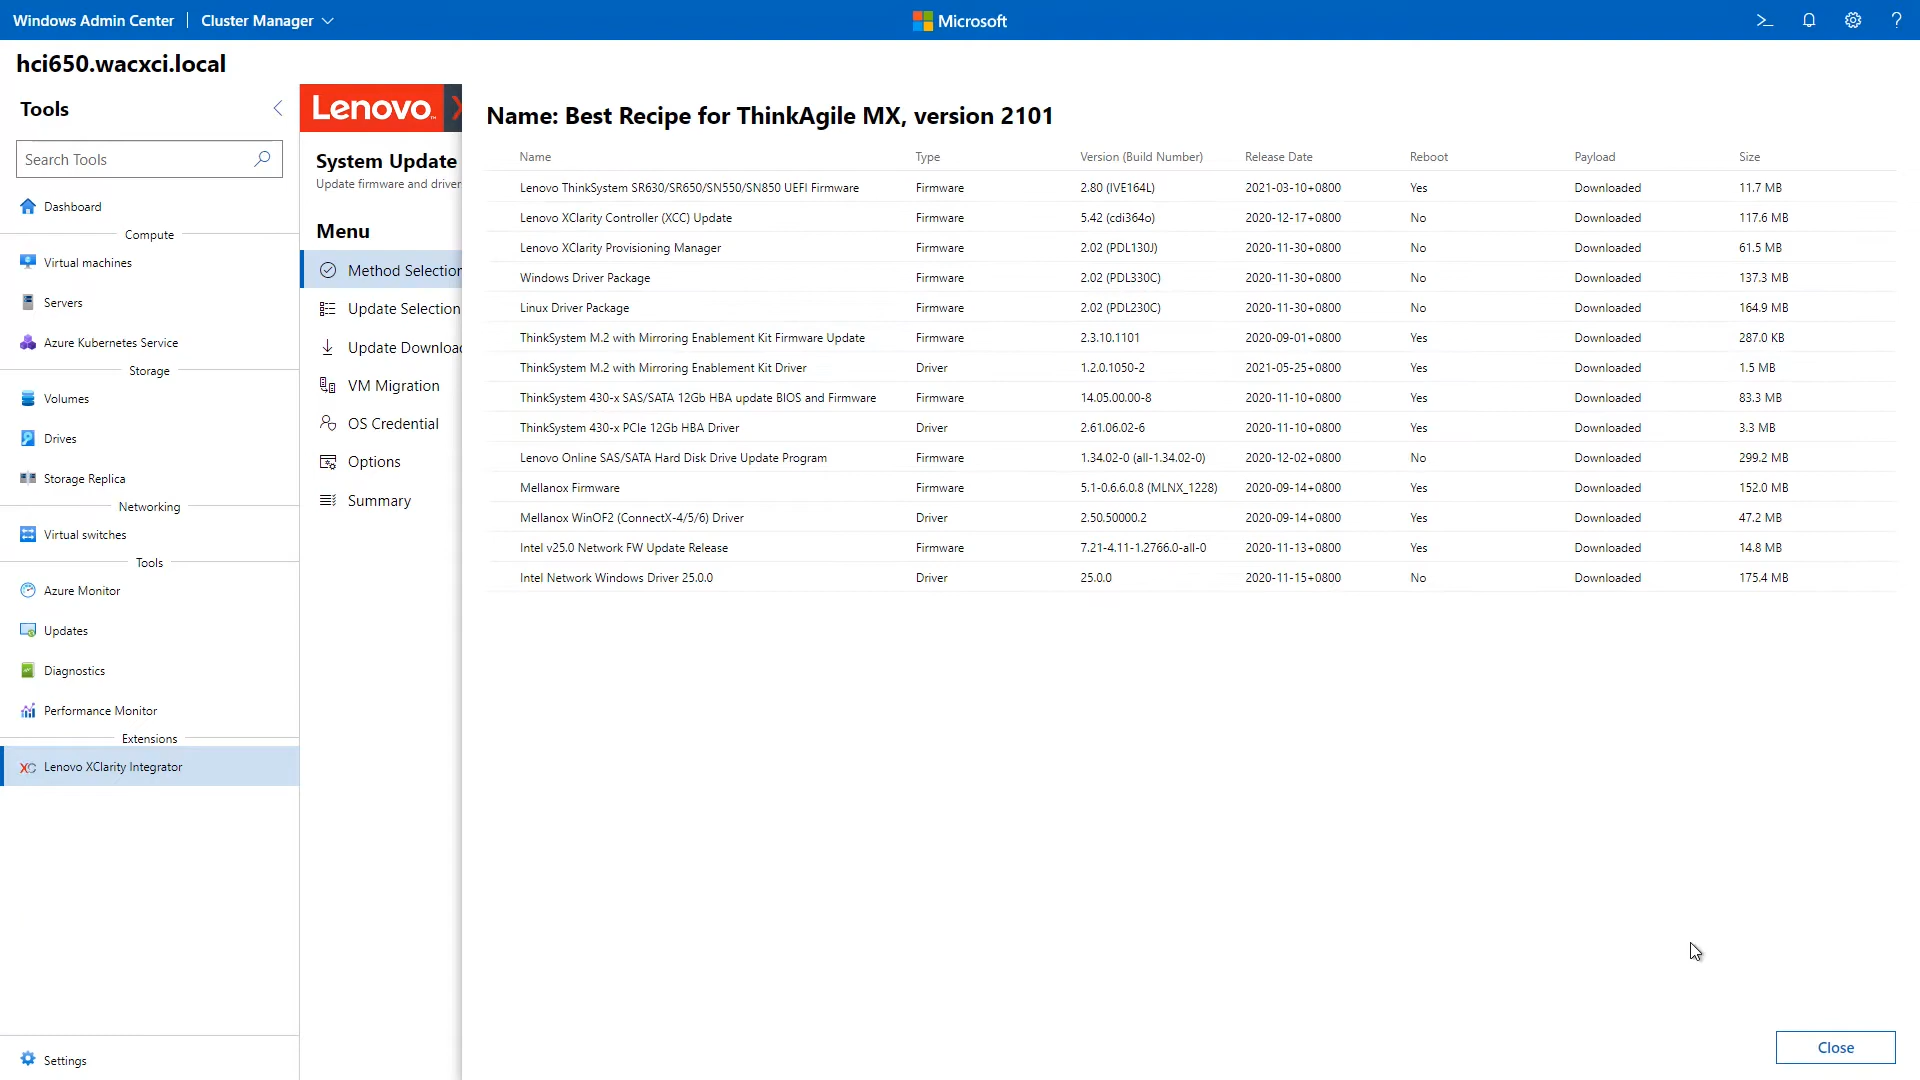 Windows Admin Center Cluster Manager Microsoft
hci650.wacxci.local
Tools
Search Tools
Dashboard
Compute
Virtual machines
Servers
Azure Kubernetes Service
Storage
Volumes
Drives
Storage Replica
Networking
Virtual switches
Tools
Azure Monitor
Updates
Diagnostics
Performance Monitor
Extensions
XC Lenovo XClarity Integrator
Settings
Lenovo
System Update
Update firmware and driver
Menu
Method Selection
Update Selection
Update Download
VM Migration
OS Credential
Options
Summary
Name: Best Recipe for ThinkAgile MX, version 2101
Name Type Version (Build Number) Release Date Reboot Payload Size
Lenovo ThinkSystem SR630/SR650/SN550/SN850 UEFI Firmware Firmware 2.80 (IVE164L) 2021-03-10+0800 Yes Downloaded 11.7 MB
Lenovo XClarity Controller (XCC) Update Firmware 5.42 (cdi364o) 2020-12-17+0800 No Downloaded 117.6 MB
Lenovo XClarity Provisioning Manager Firmware 2.02 (PDL130J) 2020-11-30+0800 No Downloaded 61.5 MB
Windows Driver Package Firmware 2.02 (PDL330C) 2020-11-30+0800 No Downloaded 137.3 MB
Linux Driver Package Firmware 2.02 (PDL230C) 2020-11-30+0800 No Downloaded 164.9 MB
ThinkSystem M.2 with Mirroring Enablement Kit Firmware Update Firmware 2.3.10.1101 2020-09-01+0800 Yes Downloaded 287.0 KB
ThinkSystem M.2 with Mirroring Enablement Kit Driver Driver 1.2.0.1050-2 2021-05-25+0800 Yes Downloaded 1.5 MB
ThinkSystem 430-x SAS/SATA 12Gb HBA update BIOS and Firmware Firmware 14.05.00.00-8 2020-11-10+0800 Yes Downloaded 83.3 MB
ThinkSystem 430-x PCIe 12Gb HBA Driver Driver 2.61.06.02-6 2020-11-10+0800 Yes Downloaded 3.3 MB
Lenovo Online SAS/SATA Hard Disk Drive Update Program Firmware 1.34.02-0 (all-1.34.02-0) 2020-12-02+0800 No Downloaded 299.2 MB
Mellanox Firmware Firmware 5.1-0.6.6.0.8 (MLNX_1228) 2020-09-14+0800 Yes Downloaded 152.0 MB
Mellanox WinOF2 (ConnectX-4/5/6) Driver Driver 2.50.50000.2 2020-09-14+0800 Yes Downloaded 47.2 MB
Intel v25.0 Network FW Update Release Firmware 7.21-4.11-1.2766.0-all-0 2020-11-13+0800 Yes Downloaded 14.8 MB
Intel Network Windows Driver 25.0.0 Driver 25.0.0 2020-11-15+0800 No Downloaded 175.4 MB
Close